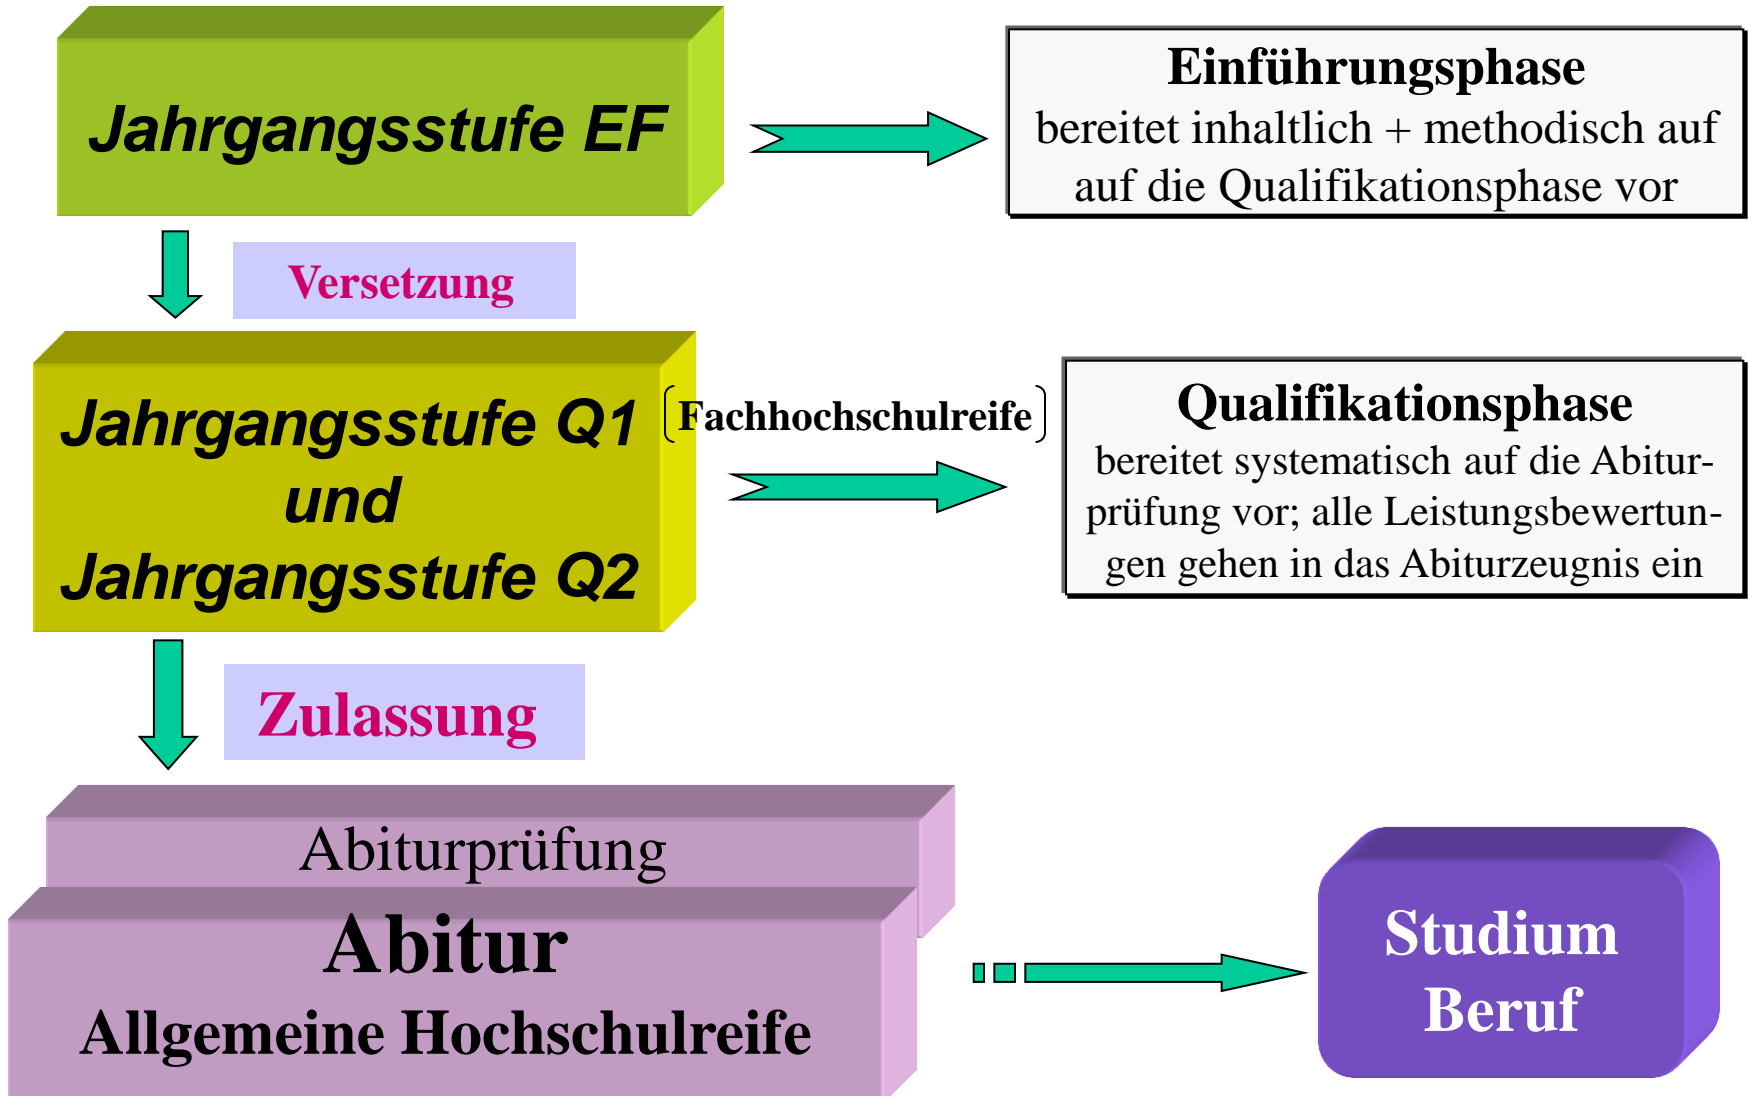 Jahrgangsstufe EF
Einführungsphase
bereitet inhaltlich + methodisch auf
auf die Qualifikationsphase vor
Versetzung
Jahrgangsstufe Q1
und
Jahrgangsstufe Q2
Fachhochschulreife
Qualifikationsphase
bereitet systematisch auf die Abitur-
prüfung vor; alle Leistungsbewertun-
gen gehen in das Abiturzeugnis ein
Zulassung
Abiturprüfung
Abitur
Allgemeine Hochschulreife
Studium
Beruf